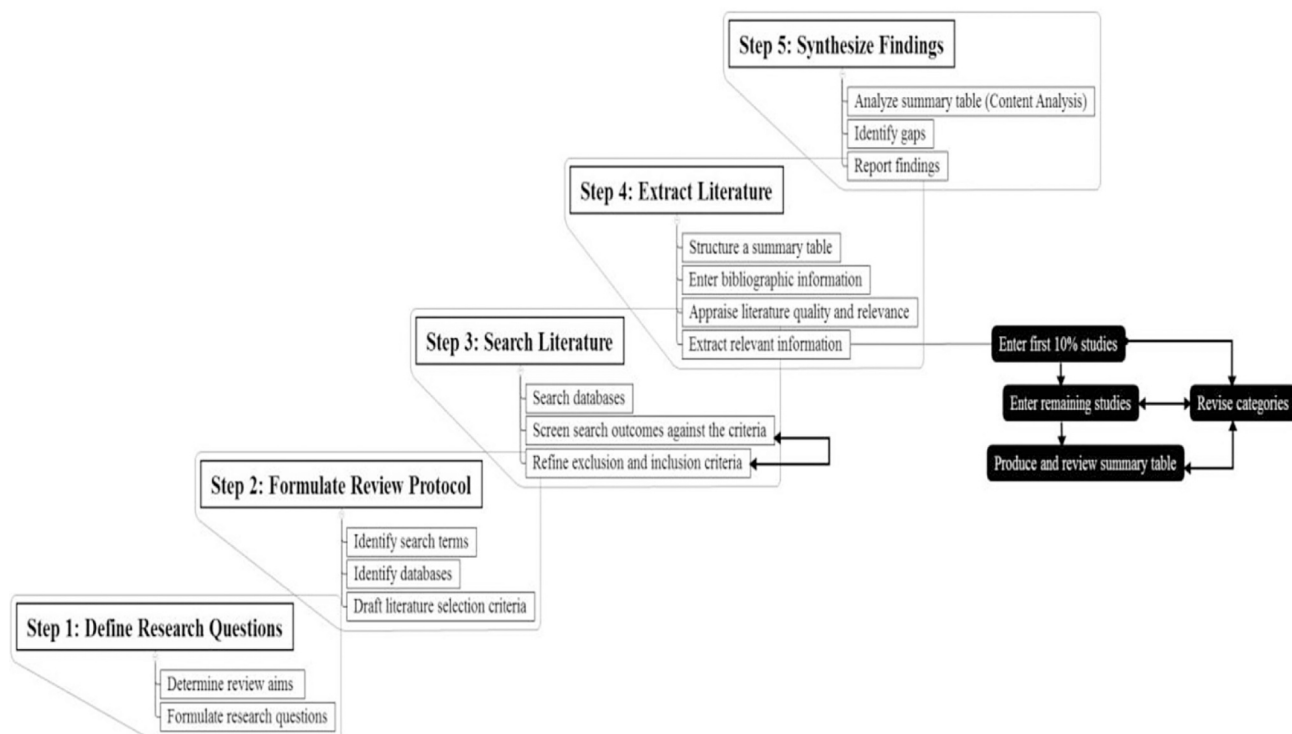 Step 5: Synthesize Findings
Analyze summary table (Content Analysis)
Identify gaps
Report findings
Step 4: Extract Literature
Structure a summary table
Enter bibliographic information
Appraise literature quality and relevance
Extract relevant information
Enter first 10% studies
Enter remaining studies
Revise categories
Produce and review summary table
Step 3: Search Literature
Search databases
Screen search outcomes against the criteria
Refine exclusion and inclusion criteria
Step 2: Formulate Review Protocol
Identify search terms
Identify databases
Draft literature selection criteria
Step 1: Define Research Questions
Determine review aims
Formulate research questions